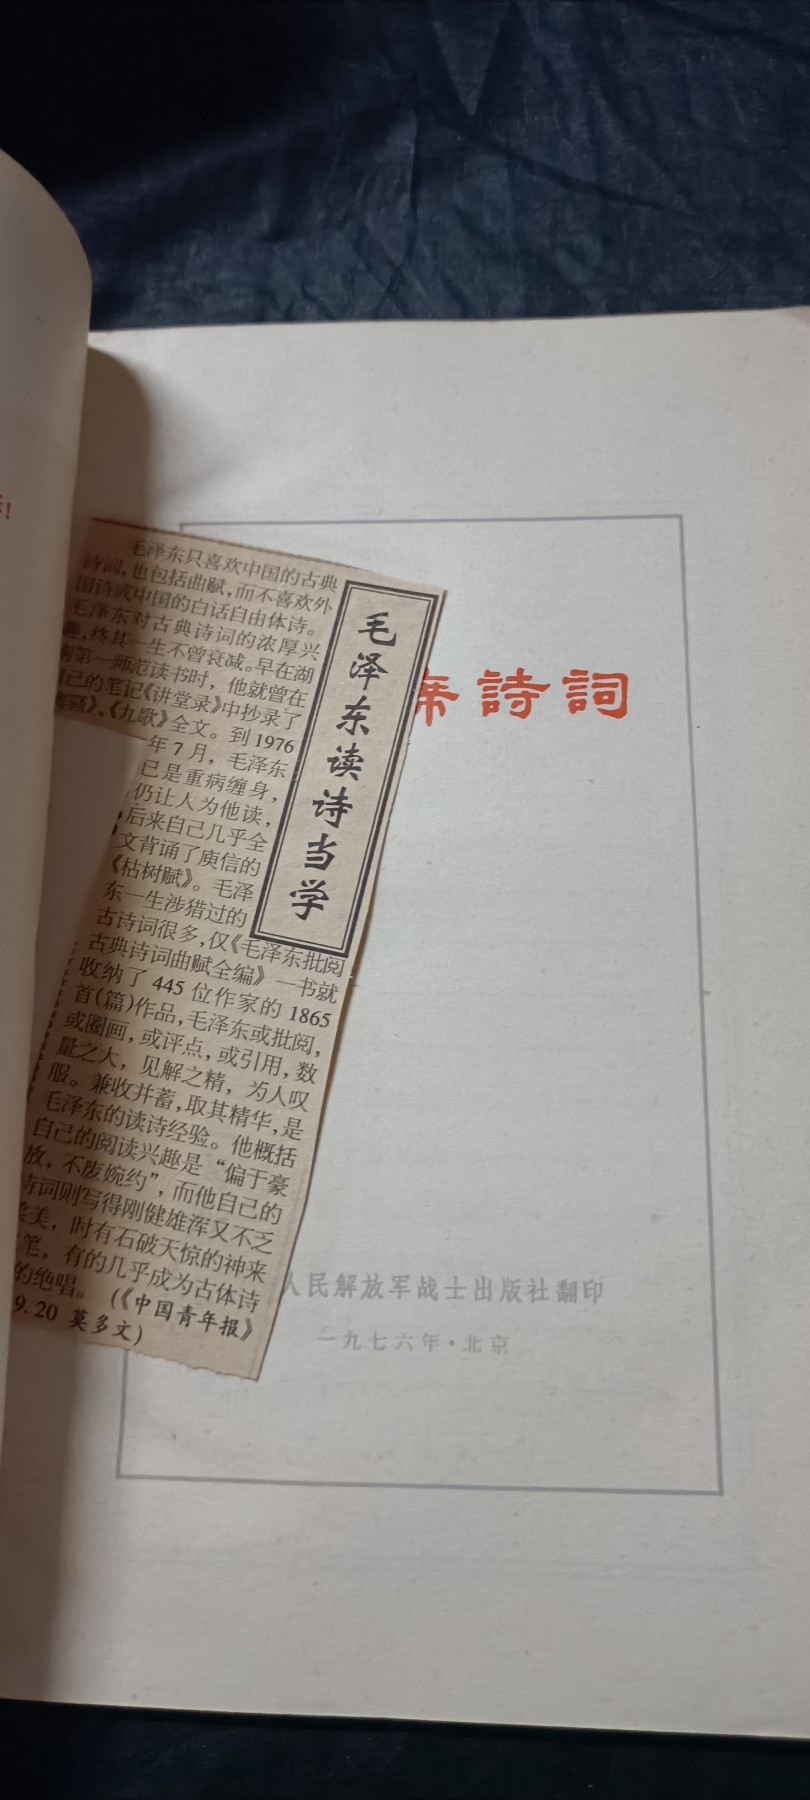 !
毛泽东读诗当学
毛泽东只喜欢中国的古典
诗词,也包括曲赋,而不喜欢外
国诗或中国的白话自由体诗。
毛泽东对古典诗词的浓厚兴
趣,终其一生不曾衰减。早在湖
南第一师范读书时,他就曾在
自己的笔记《讲堂录》中抄录了
骚》、《九歌》全文。到1976
年7月,毛泽东
已是重病缠身,
仍让人为他读,
后来自己几乎全
文背诵了庾信的
《枯树赋》。毛泽
东一生涉猎过的
古诗词很多,仅《毛泽东批阅
古典诗词曲赋全编》一书就
收纳了445位作家的1865
首(篇)作品,毛泽东或批阅,
或圈画,或评点,或引用,数
量之大,见解之精,为人叹
服。兼收并蓄,取其精华,是
毛泽东的读诗经验。他概括
自己的阅读兴趣是“偏于豪
放,不废婉约”,而他自己的
诗词则写得刚健雄浑又不乏
美,时有石破天惊的神来
笔,有的几乎成为古体诗
的绝唱。(《中国青年报》
9.20 莫多文)
席詩詞
人民解放军战士出版社翻印
一九七六年·北京